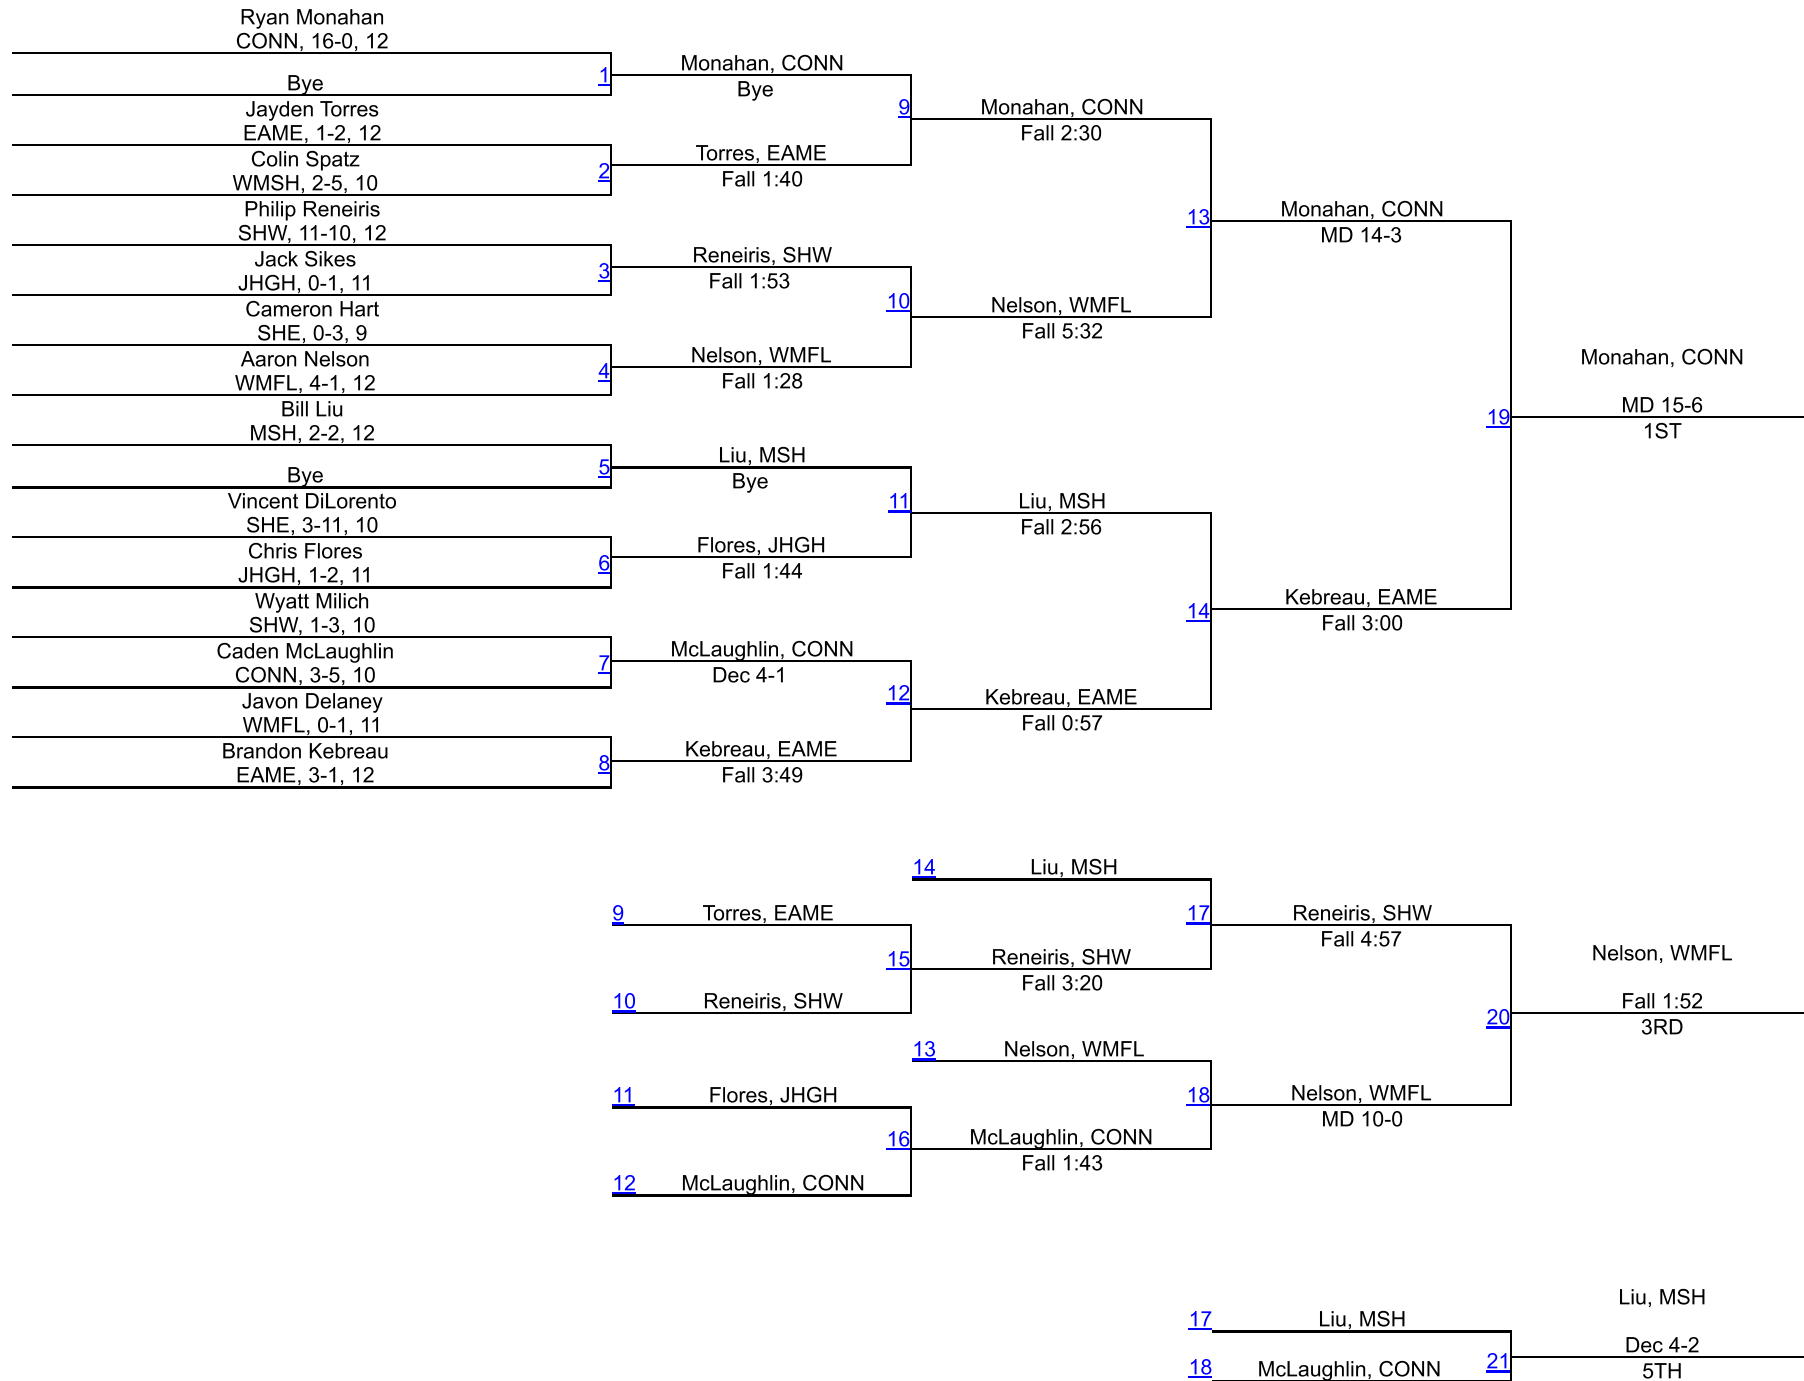 Ryan Monahan
CONN, 16-0, 12
Bye
1
Jayden Torres
EAME, 1-2, 12
Colin Spatz
WMSH, 2-5, 10
2
Philip Reneiris
SHW, 11-10, 12
Jack Sikes
JHGH, 0-1, 11
3
Cameron Hart
SHE, 0-3, 9
Aaron Nelson
WMFL, 4-1, 12
4
Bill Liu
MSH, 2-2, 12
Bye
5
Vincent DiLorento
SHE, 3-11, 10
Chris Flores
JHGH, 1-2, 11
6
Wyatt Milich
SHW, 1-3, 10
Caden McLaughlin
CONN, 3-5, 10
7
Javon Delaney
WMFL, 0-1, 11
Brandon Kebreau
EAME, 3-1, 12
8
Monahan, CONN
Bye
9
Torres, EAME
Fall 1:40
Reneiris, SHW
Fall 1:53
10
Nelson, WMFL
Fall 1:28
Liu, MSH
Bye
11
Flores, JHGH
Fall 1:44
McLaughlin, CONN
Dec 4-1
12
Kebreau, EAME
Fall 3:49
Monahan, CONN
Fall 2:30
13
Nelson, WMFL
Fall 5:32
Liu, MSH
Fall 2:56
14
Kebreau, EAME
Fall 0:57
Monahan, CONN
MD 14-3
19
Kebreau, EAME
Fall 3:00
Monahan, CONN
MD 15-6
1ST
14 Liu, MSH
9 Torres, EAME
17
15
Reneiris, SHW
Fall 3:20
10 Reneiris, SHW
13 Nelson, WMFL
11 Flores, JHGH
18
16
McLaughlin, CONN
Fall 1:43
12 McLaughlin, CONN
Reneiris, SHW
Fall 4:57
20
Nelson, WMFL
MD 10-0
Nelson, WMFL
Fall 1:52
3RD
17 Liu, MSH
18 McLaughlin, CONN
21
Liu, MSH
Dec 4-2
5TH